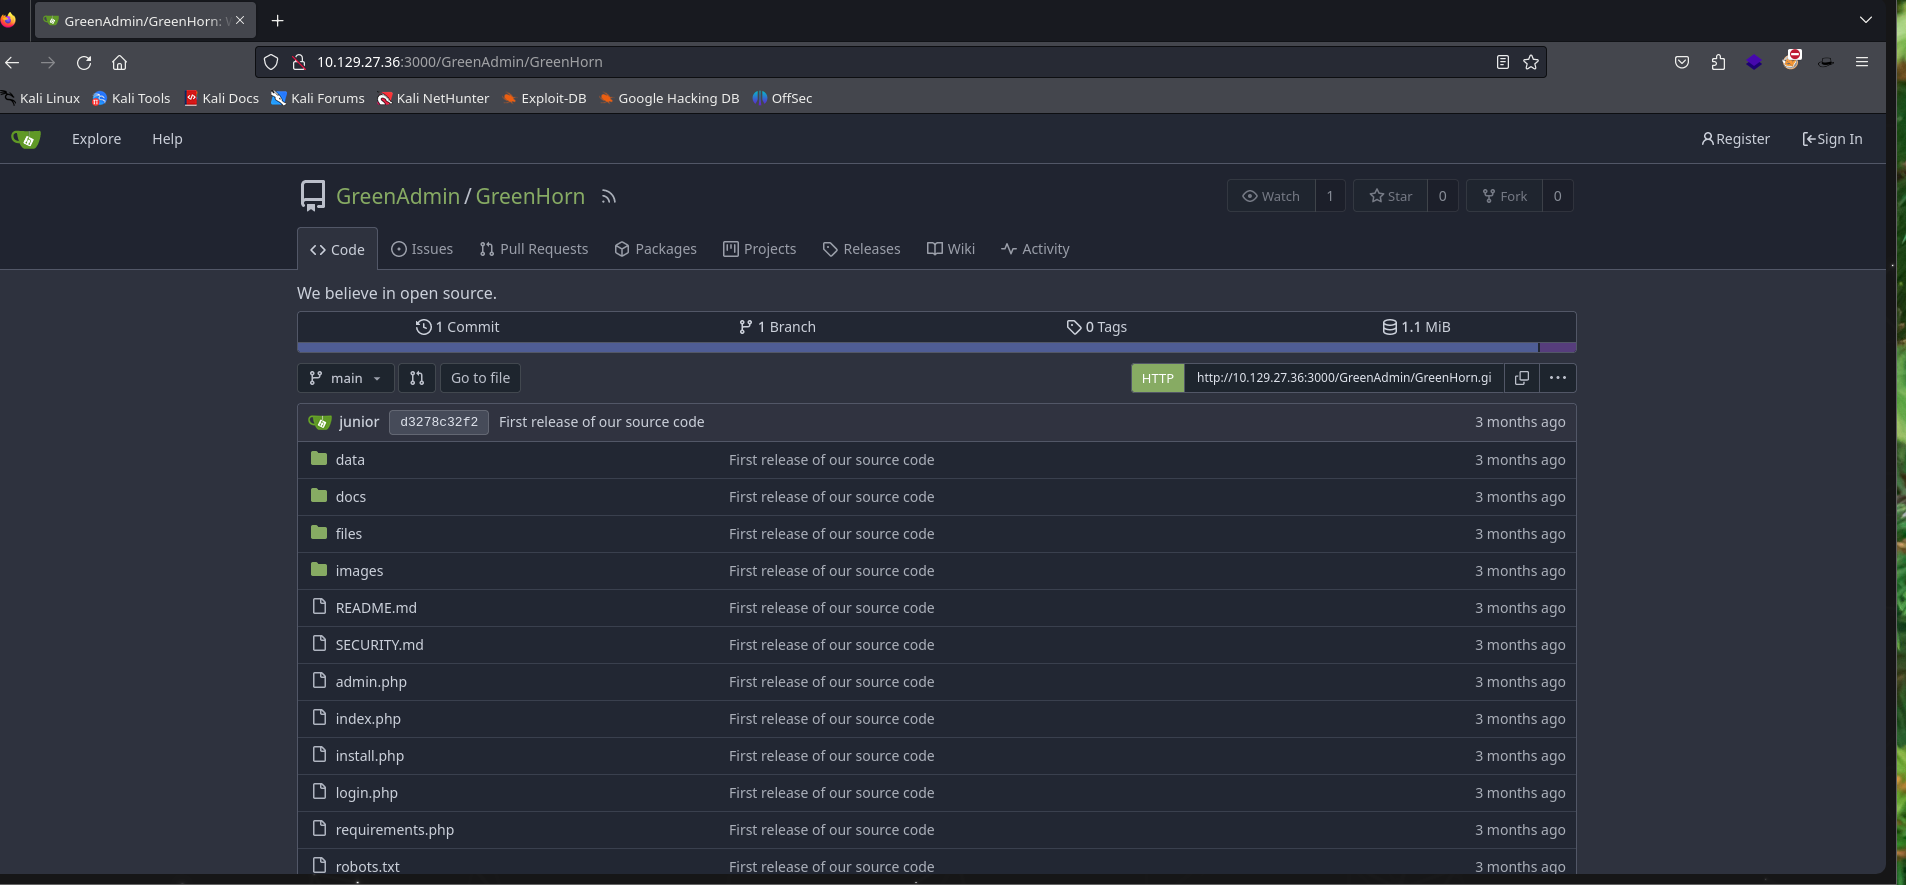 GreenAdmin/GreenHorn: W
10.129.27.36:3000/GreenAdmin/GreenHorn
Kali Linux Kali Tools Kali Docs Kali Forums Kali NetHunter Exploit-DB Google Hacking DB OffSec
Explore Help Register Sign In
GreenAdmin/GreenHorn Watch 1 Star 0 Fork 0
Code Issues Pull Requests Packages Projects Releases Wiki Activity
We believe in open source.
1 Commit 1 Branch 0 Tags 1.1 MiB
main Go to file HTTP http://10.129.27.36:3000/GreenAdmin/GreenHorn.gi
junior d3278c32f2 First release of our source code 3 months ago
data First release of our source code 3 months ago
docs First release of our source code 3 months ago
files First release of our source code 3 months ago
images First release of our source code 3 months ago
README.md First release of our source code 3 months ago
SECURITY.md First release of our source code 3 months ago
admin.php First release of our source code 3 months ago
index.php First release of our source code 3 months ago
install.php First release of our source code 3 months ago
login.php First release of our source code 3 months ago
requirements.php First release of our source code 3 months ago
robots.txt First release of our source code 3 months ago